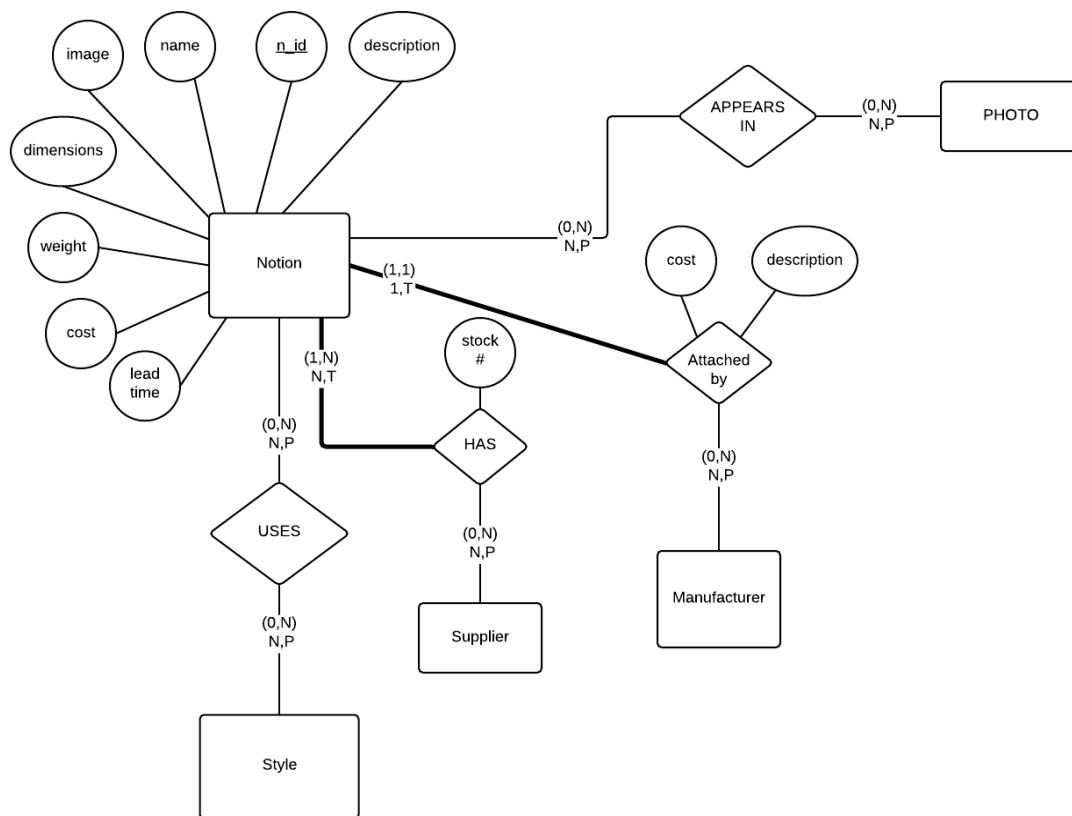 image
name
n_id
description
dimensions
weight
cost
lead
time
Notion
APPEARS
IN
(0,N)
N,P
PHOTO
(0,N)
N,P
(1,1)
1,T
cost
description
Attached
by
(1,N)
N,T
stock
#
HAS
(0,N)
N,P
USES
(0,N)
N,P
(0,N)
N,P
Manufacturer
Supplier
(0,N)
N,P
Style